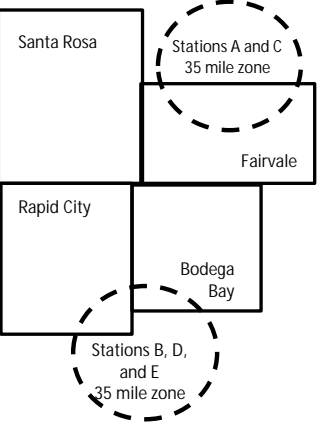 Santa Rosa
Stations A and C
35 mile zone
Fairvale
Rapid City
Bodega
Bay
Stations B, D,
and E
35 mile zone